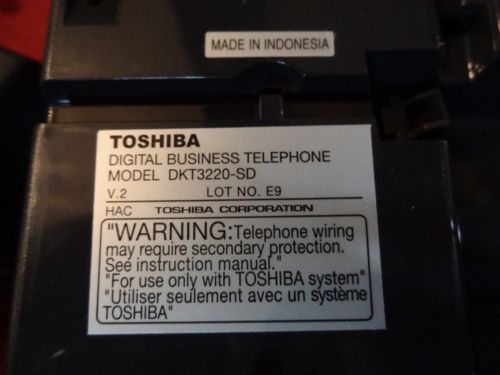 MADE IN INDONESIA
TOSHIBA
DIGITAL BUSINESS TELEPHONE
MODEL DKT3220-SD
V.2 LOT NO. E9
HAC TOSHIBA CORPORATION
"WARNING:Telephone wiring
may require secondary protection.
See instruction manual."
"For use only with TOSHIBA system"
"Utiliser seulement avec un système
TOSHIBA"